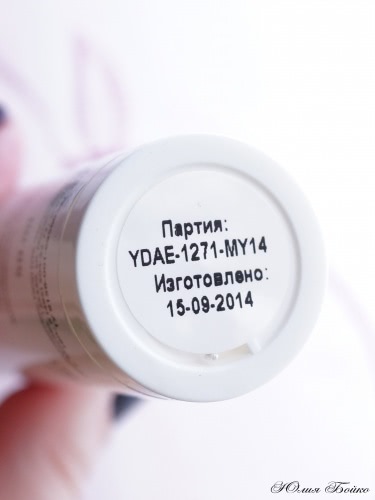 Партия:
YDAE-1271-MY14
Изготовлено:
15-09-2014
Юлия Бойко